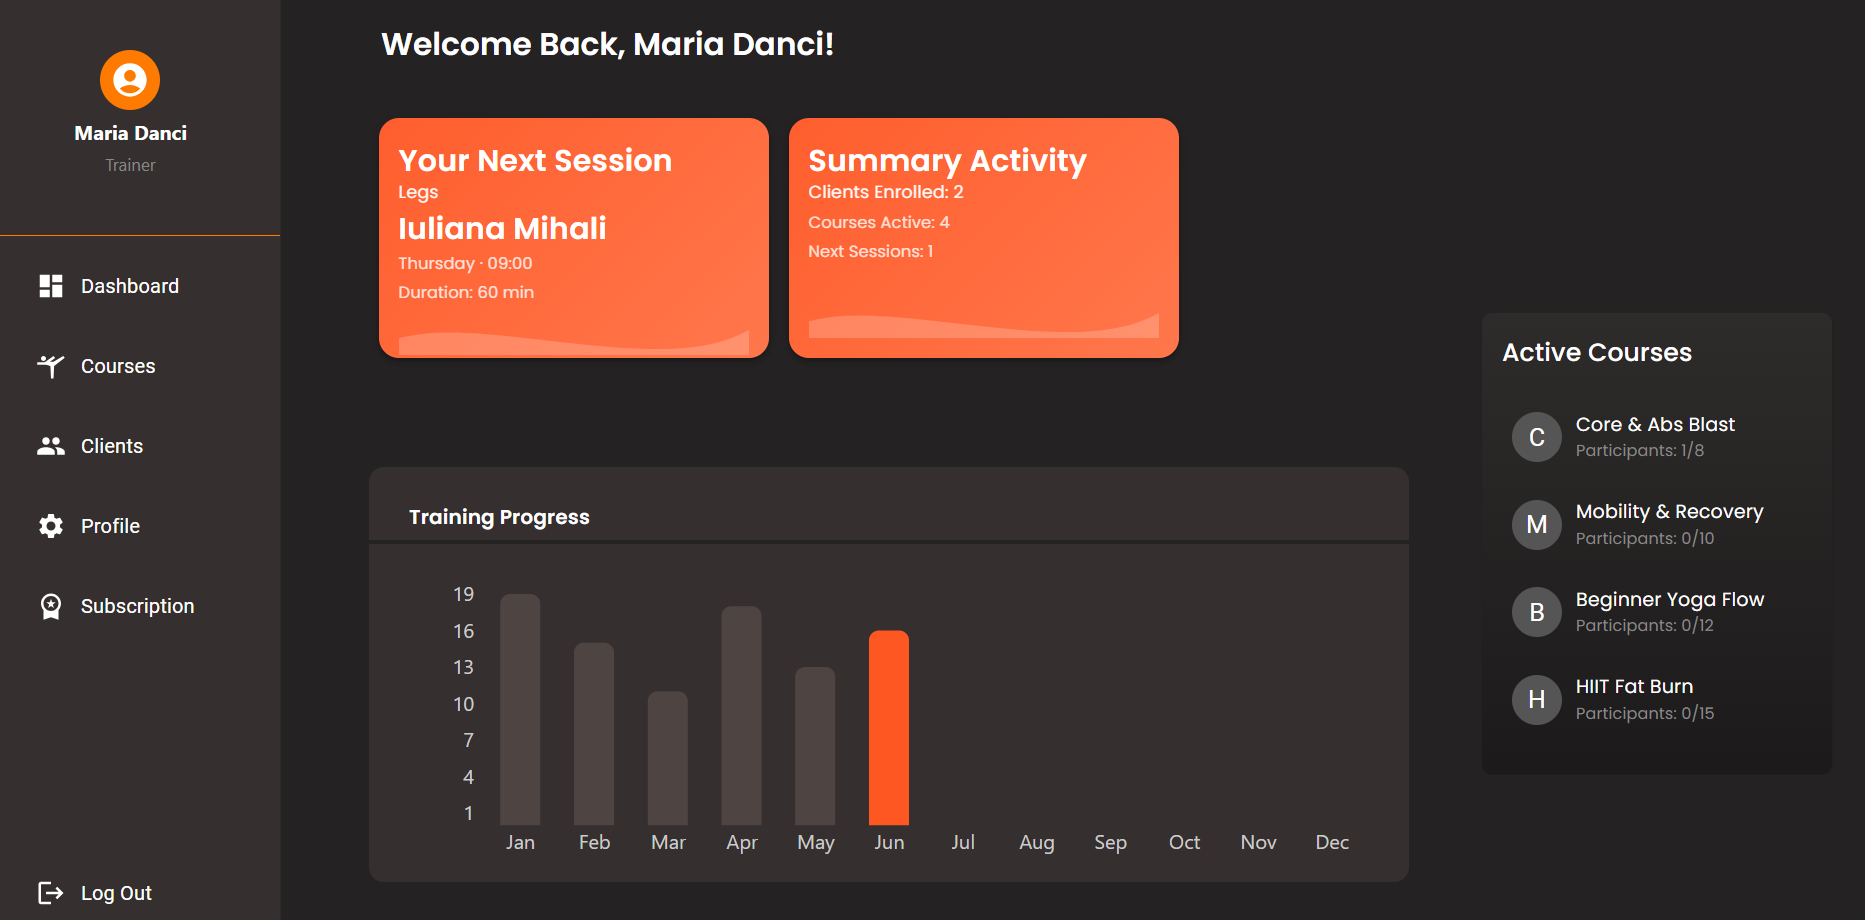 Maria Danci
Trainer
Dashboard
Courses
Clients
Profile
Subscription
Log Out
Welcome Back, Maria Danci!
Your Next Session
Legs
Iuliana Mihali
Thursday · 09:00
Duration: 60 min
Summary Activity
Clients Enrolled: 2
Courses Active: 4
Next Sessions: 1
Training Progress
19
16
13
10
7
4
1
Jan Feb Mar Apr May Jun Jul Aug Sep Oct Nov Dec
Active Courses
C
Core & Abs Blast
Participants: 1/8
M
Mobility & Recovery
Participants: 0/10
B
Beginner Yoga Flow
Participants: 0/12
H
HIIT Fat Burn
Participants: 0/15